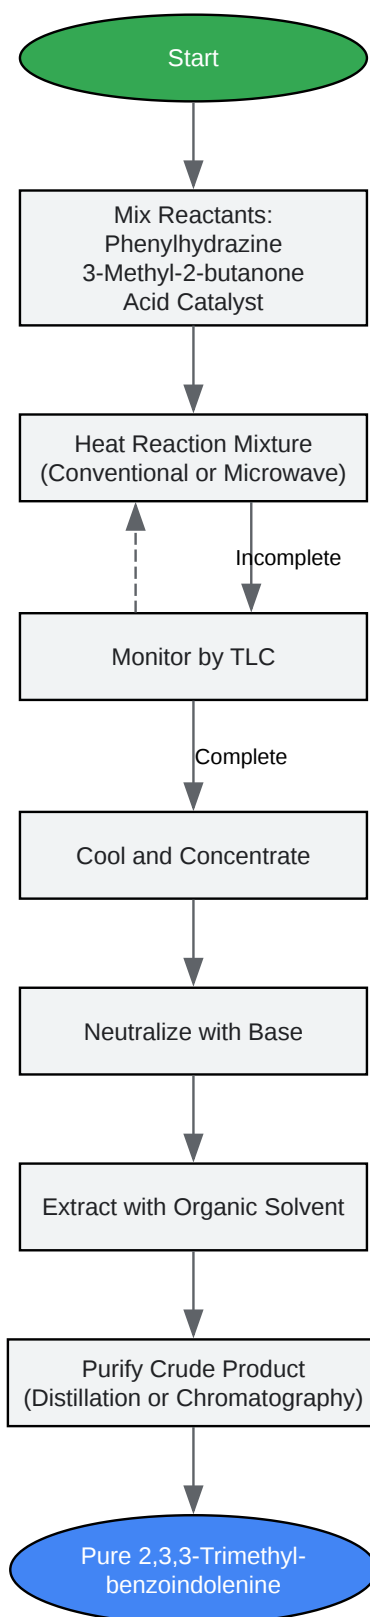 Start
Mix Reactants:
Phenylhydrazine
3-Methyl-2-butanone
Acid Catalyst
Heat Reaction Mixture
(Conventional or Microwave)
Incomplete
Monitor by TLC
Complete
Cool and Concentrate
Neutralize with Base
Extract with Organic Solvent
Purify Crude Product
(Distillation or Chromatography)
Pure 2,3,3-Trimethyl-
benzoindolenine